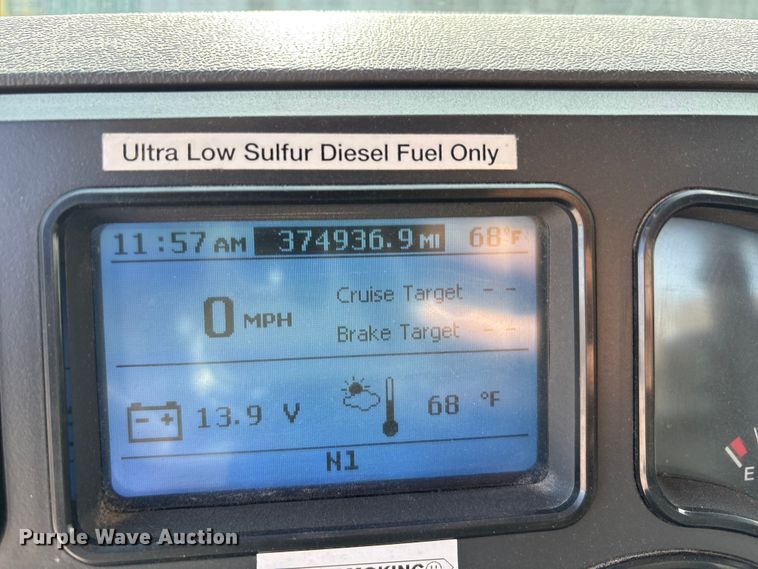 Ultra Low Sulfur Diesel Fuel Only
11:57 AM 374936.9 MI 68°F
0 MPH
Cruise Target - -
Brake Target - -
- + 13.9 V 68 °F
N1
E
Purple Wave Auction